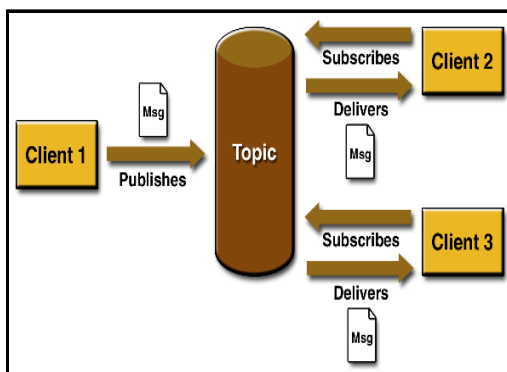 Msg
Client 1
Publishes
Topic
Subscribes
Client 2
Delivers
Msg
Subscribes
Client 3
Delivers
Msg